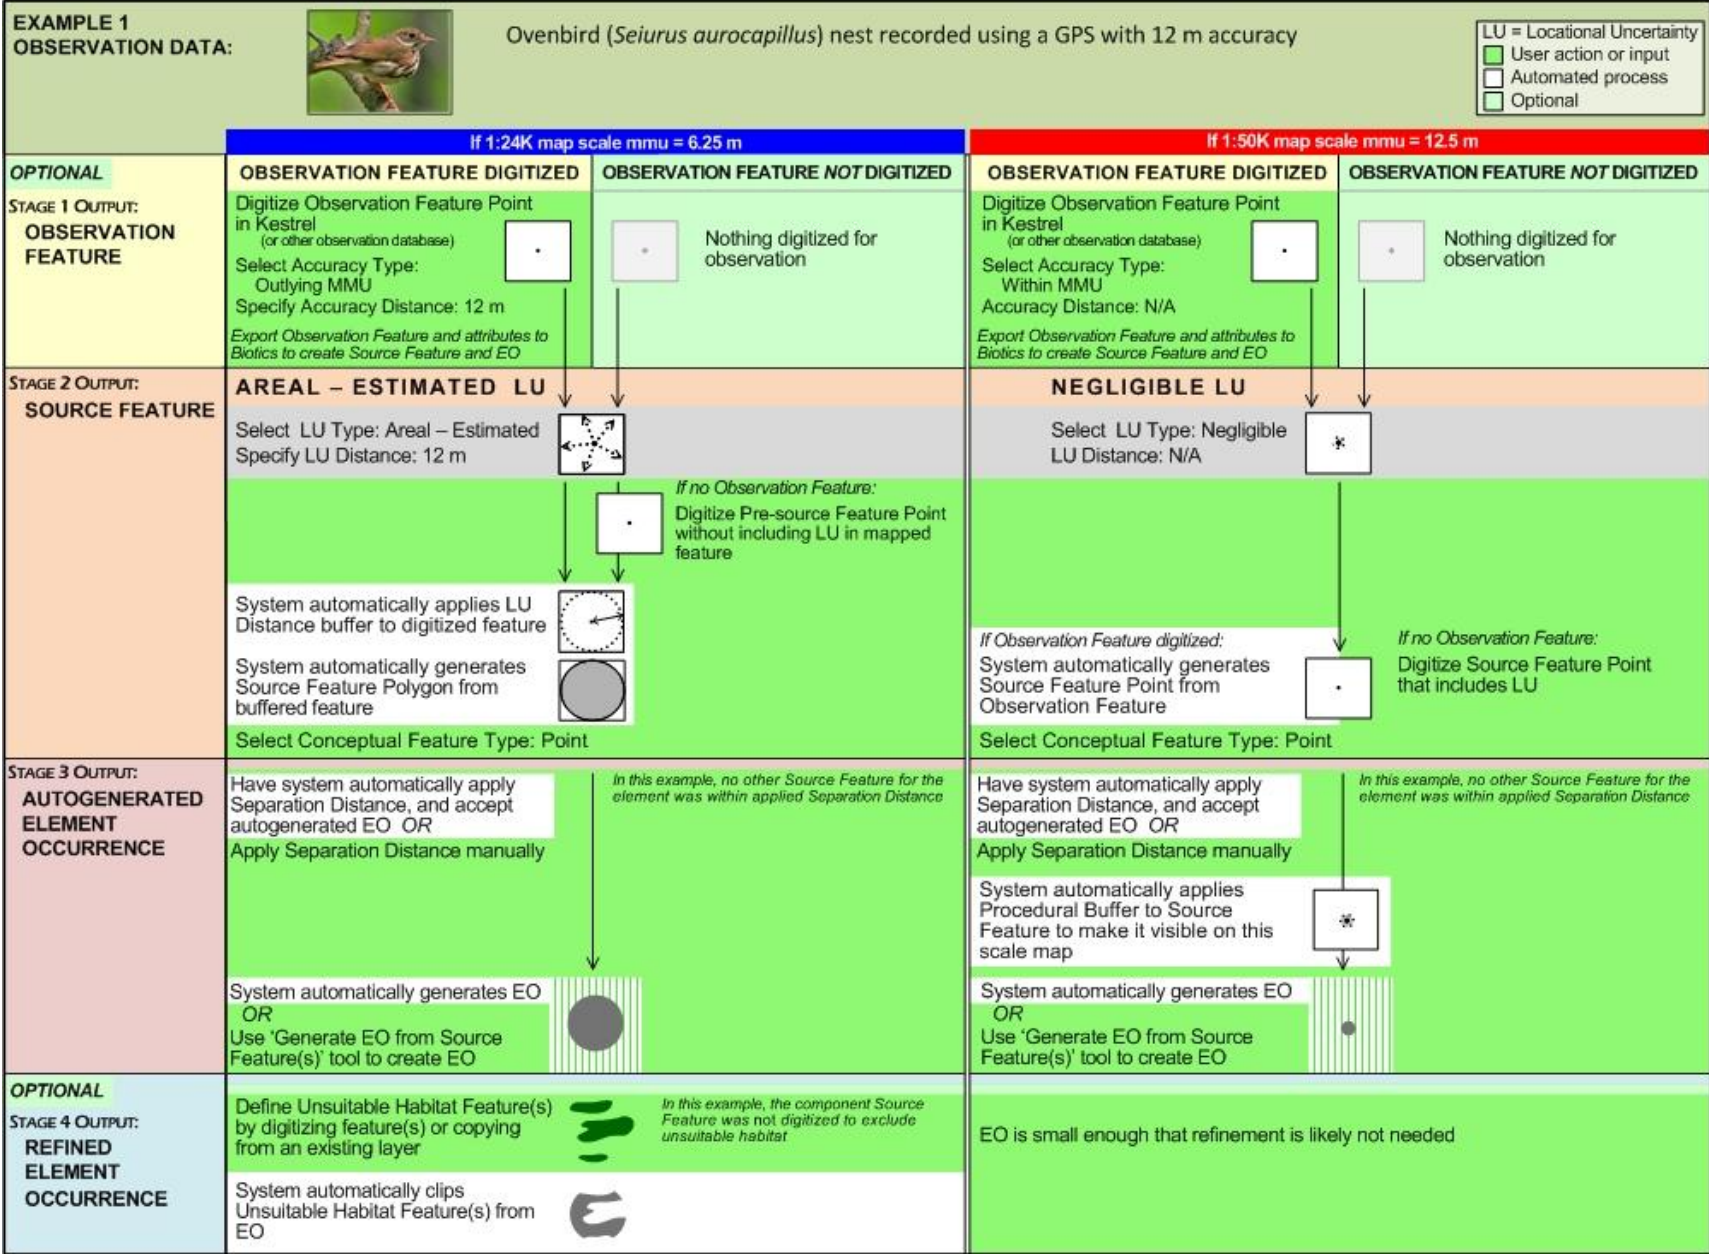 EXAMPLE 1
OBSERVATION DATA:
Ovenbird (Seiurus aurocapillus) nest recorded using a GPS with 12 m accuracy
LU = Locational Uncertainty
User action or input
Automated process
Optional
If 1:24K map scale mmu = 6.25 m
If 1:50K map scale mmu = 12.5 m
OPTIONAL
STAGE 1 OUTPUT:
OBSERVATION
FEATURE
OBSERVATION FEATURE DIGITIZED
Digitize Observation Feature Point
in Kestrel
(or other observation database)
Select Accuracy Type:
Outlying MMU
Specify Accuracy Distance: 12 m
Export Observation Feature and attributes to
Biotics to create Source Feature and EO
OBSERVATION FEATURE NOT DIGITIZED
Nothing digitized for
observation
OBSERVATION FEATURE DIGITIZED
Digitize Observation Feature Point
in Kestrel
(or other observation database)
Select Accuracy Type:
Within MMU
Accuracy Distance: N/A
Export Observation Feature and attributes to
Biotics to create Source Feature and EO
OBSERVATION FEATURE NOT DIGITIZED
Nothing digitized for
observation
STAGE 2 OUTPUT:
SOURCE FEATURE
AREAL – ESTIMATED LU
Select LU Type: Areal – Estimated
Specify LU Distance: 12 m
If no Observation Feature:
Digitize Pre-source Feature Point
without including LU in mapped
feature
System automatically applies LU
Distance buffer to digitized feature
System automatically generates
Source Feature Polygon from
buffered feature
Select Conceptual Feature Type: Point
NEGLIGIBLE LU
Select LU Type: Negligible
LU Distance: N/A
If Observation Feature digitized:
System automatically generates
Source Feature Point from
Observation Feature
If no Observation Feature:
Digitize Source Feature Point
that includes LU
Select Conceptual Feature Type: Point
STAGE 3 OUTPUT:
AUTOGENERATED
ELEMENT
OCCURRENCE
Have system automatically apply
Separation Distance, and accept
autogenerated EO OR
Apply Separation Distance manually
In this example, no other Source Feature for the
element was within applied Separation Distance
System automatically generates EO
OR
Use 'Generate EO from Source
Feature(s)' tool to create EO
Have system automatically apply
Separation Distance, and accept
autogenerated EO OR
Apply Separation Distance manually
In this example, no other Source Feature for the
element was within applied Separation Distance
System automatically applies
Procedural Buffer to Source
Feature to make it visible on this
scale map
System automatically generates EO
OR
Use 'Generate EO from Source
Feature(s)' tool to create EO
OPTIONAL
STAGE 4 OUTPUT:
REFINED
ELEMENT
OCCURRENCE
Define Unsuitable Habitat Feature(s)
by digitizing feature(s) or copying
from an existing layer
In this example, the component Source
Feature was not digitized to exclude
unsuitable habitat
System automatically clips
Unsuitable Habitat Feature(s) from
EO
EO is small enough that refinement is likely not needed